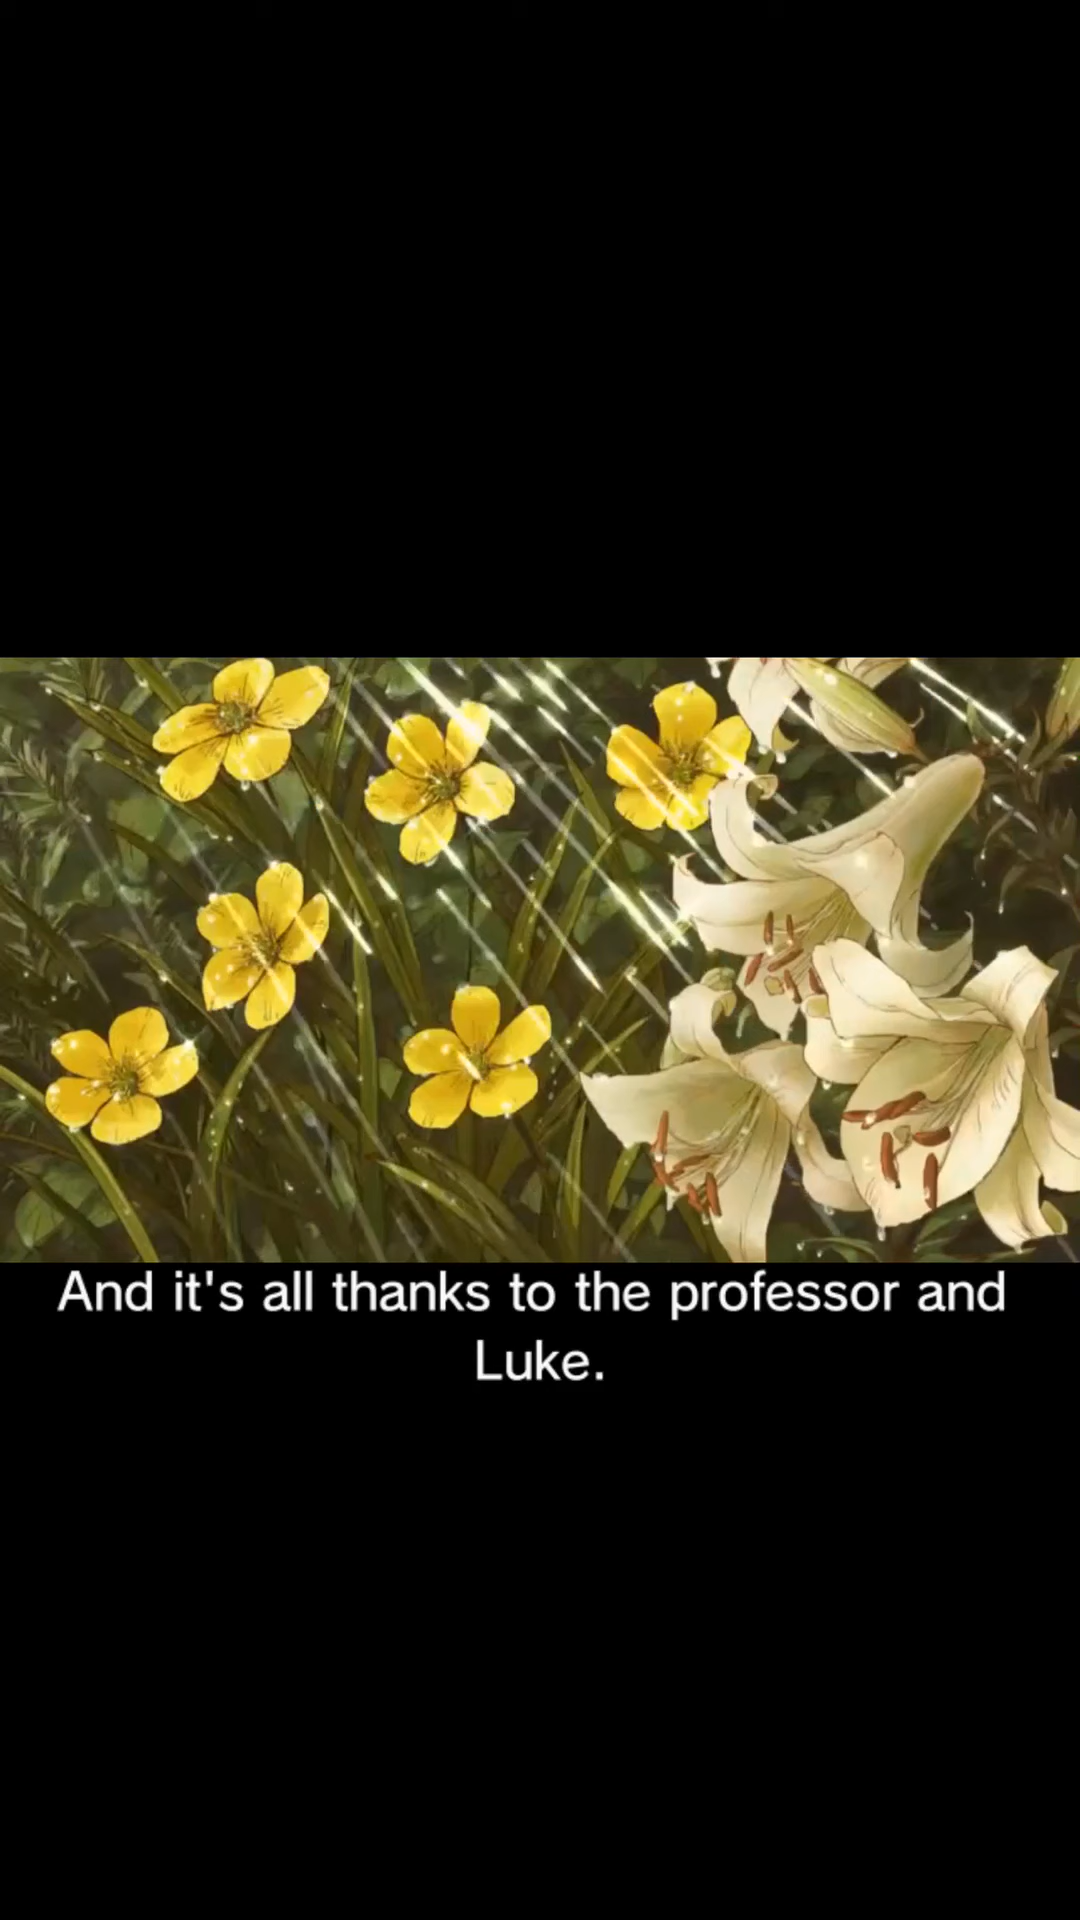 And it's all thanks to the professor and
Luke.